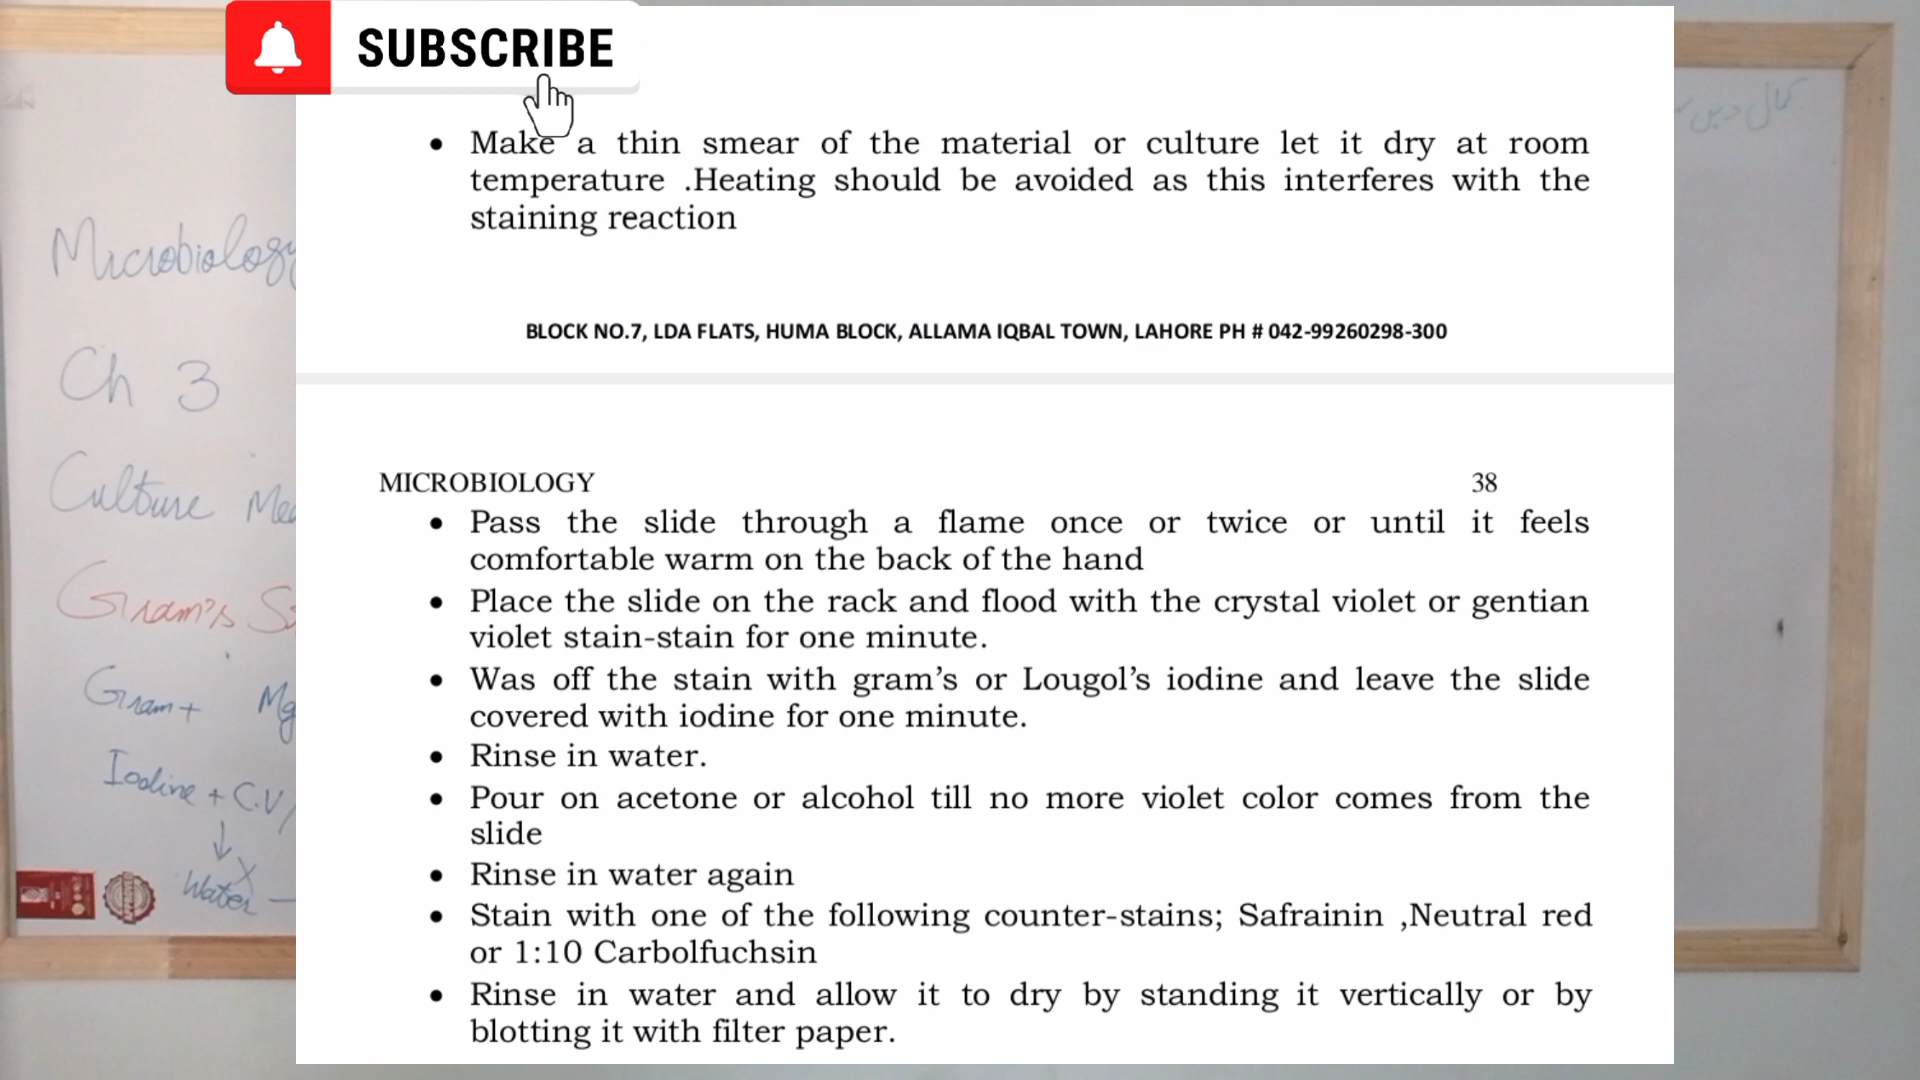 SUBSCRIBE
• Make a thin smear of the material or culture let it dry at room
temperature .Heating should be avoided as this interferes with the
staining reaction
BLOCK NO.7, LDA FLATS, HUMA BLOCK, ALLAMA IQBAL TOWN, LAHORE PH # 042-99260298-300
MICROBIOLOGY 38
• Pass the slide through a flame once or twice or until it feels
comfortable warm on the back of the hand
• Place the slide on the rack and flood with the crystal violet or gentian
violet stain-stain for one minute.
• Was off the stain with gram’s or Lougol’s iodine and leave the slide
covered with iodine for one minute.
• Rinse in water.
• Pour on acetone or alcohol till no more violet color comes from the
slide
• Rinse in water again
• Stain with one of the following counter-stains; Safrainin ,Neutral red
or 1:10 Carbolfuchsin
• Rinse in water and allow it to dry by standing it vertically or by
blotting it with filter paper.
Microbiology
Ch 3
Culture Med
Gram's S
Gram+ Mg
Iodine + C.V
Water